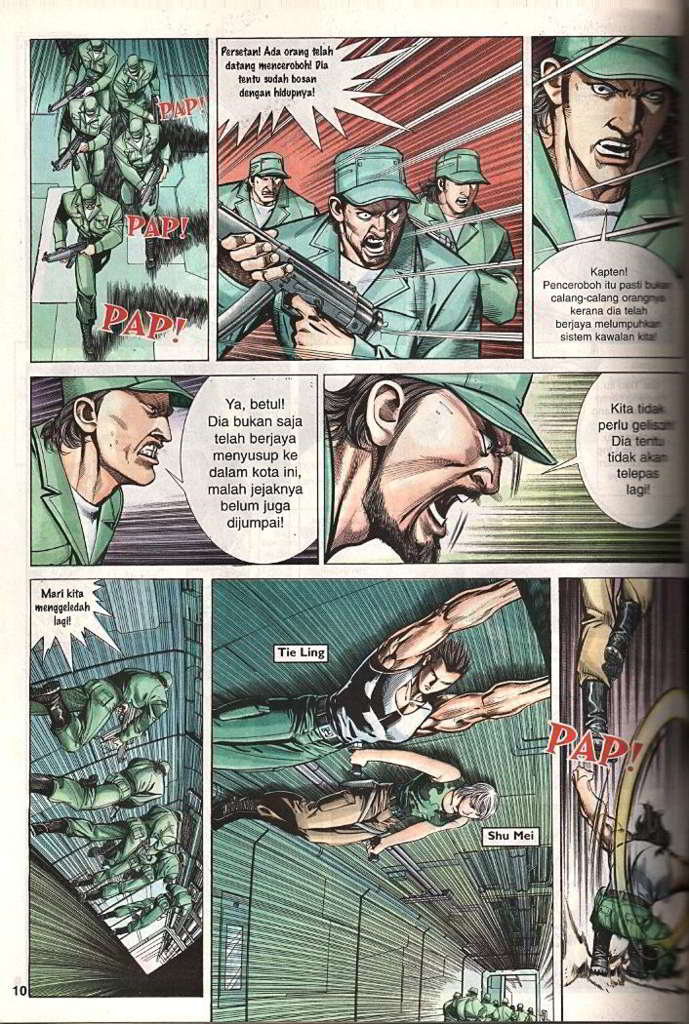 PAP!
PAP!
PAP!
Persetan! Ada orang telah
datang menceroboh! Dia
tentu sudah bosan
dengan hidupnya!
Kapten!
Penceroboh itu pasti bukan
calang-calang orangnya
kerana dia telah
berjaya melumpuhkan
sistem kawalan kita!
Ya, betul!
Dia bukan saja
telah berjaya
menyusup ke
dalam kota ini,
malah jejaknya
belum juga
dijumpai!
Kita tidak
perlu gelisah!
Dia tentu
tidak akan
telepas
lagi!
Mari kita
menggeledah
lagi!
Tie Ling
Shu Mei
PAP!
10